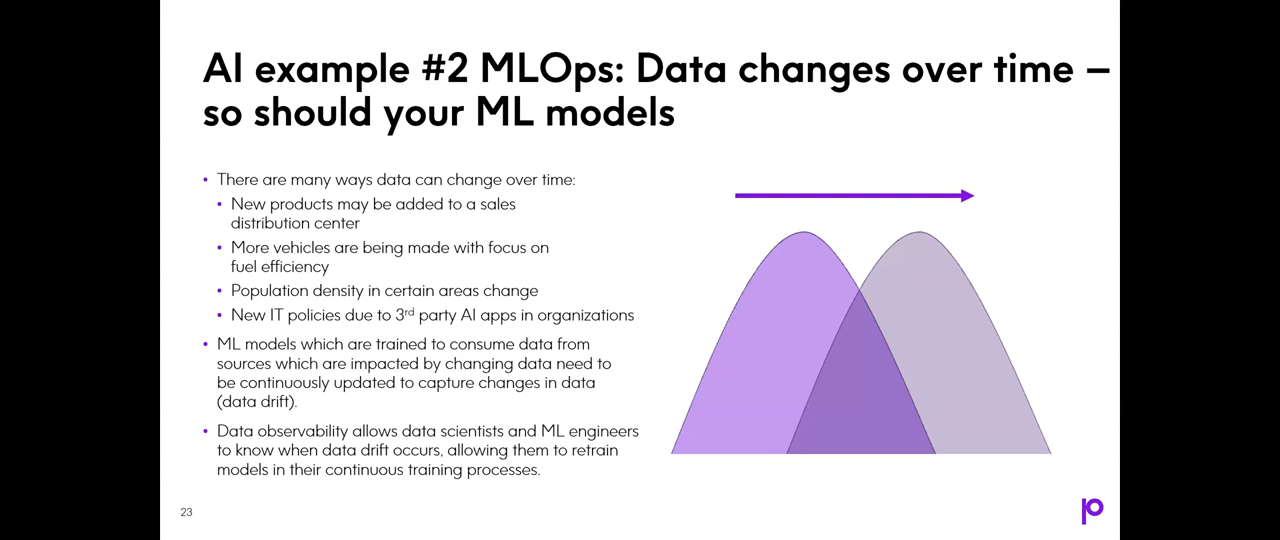 AI example #2 MLOps: Data changes over time –
so should your ML models
• There are many ways data can change over time:
• New products may be added to a sales
distribution center
• More vehicles are being made with focus on
fuel efficiency
• Population density in certain areas change
• New IT policies due to 3rd party AI apps in organizations
• ML models which are trained to consume data from
sources which are impacted by changing data need to
be continuously updated to capture changes in data
(data drift).
• Data observability allows data scientists and ML engineers
to know when data drift occurs, allowing them to retrain
models in their continuous training processes.
23